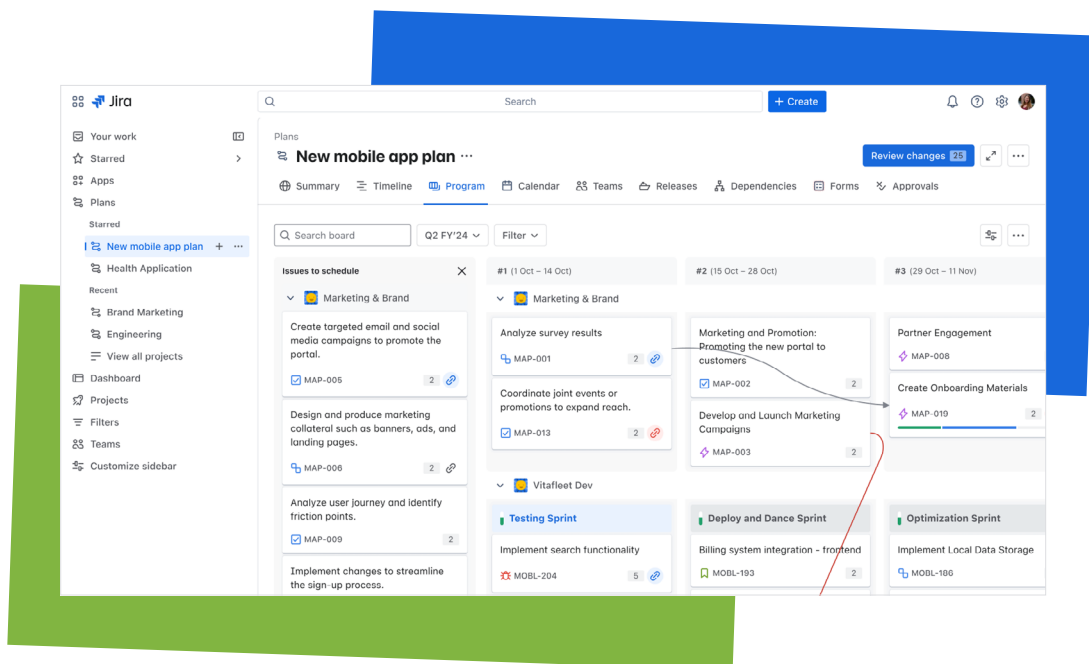 Jira
Search
+ Create
Your work
Starred
Apps
Plans
Starred
New mobile app plan
Health Application
Recent
Brand Marketing
Engineering
View all projects
Dashboard
Projects
Filters
Teams
Customize sidebar
Plans
New mobile app plan
Review changes 25
Summary
Timeline
Program
Calendar
Teams
Releases
Dependencies
Forms
Approvals
Search board
Q2 FY'24
Filter
Issues to schedule
Marketing & Brand
Create targeted email and social
media campaigns to promote the
portal.
MAP-005 2
Design and produce marketing
collateral such as banners, ads, and
landing pages.
MAP-006 2
Analyze user journey and identify
friction points.
MAP-009 2
Implement changes to streamline
the sign-up process.
#1 (1 Oct – 14 Oct)
Marketing & Brand
Analyze survey results
MAP-001 2
Coordinate joint events or
promotions to expand reach.
MAP-013 2
Vitafleet Dev
Testing Sprint
Implement search functionality
MOBL-204 5
#2 (15 Oct – 28 Oct)
Marketing and Promotion:
Promoting the new portal to
customers
MAP-002 2
Develop and Launch Marketing
Campaigns
MAP-003 2
Deploy and Dance Sprint
Billing system integration - frontend
MOBL-193 2
#3 (29 Oct – 11 Nov)
Partner Engagement
MAP-008
Create Onboarding Materials
MAP-019 2
Optimization Sprint
Implement Local Data Storage
MOBL-186